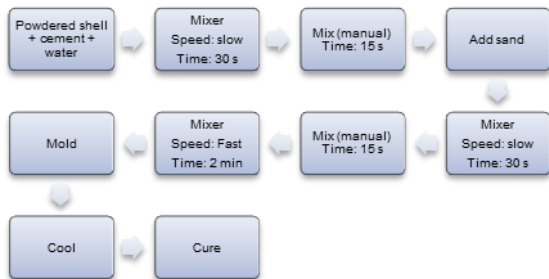 Powdered shell
+ cement +
water
Mixer
Speed: slow
Time: 30 s
Mix (manual)
Time: 15 s
Add sand
Mixer
Speed: slow
Time: 30 s
Mix (manual)
Time: 15 s
Mixer
Speed: Fast
Time: 2 min
Mold
Cool
Cure